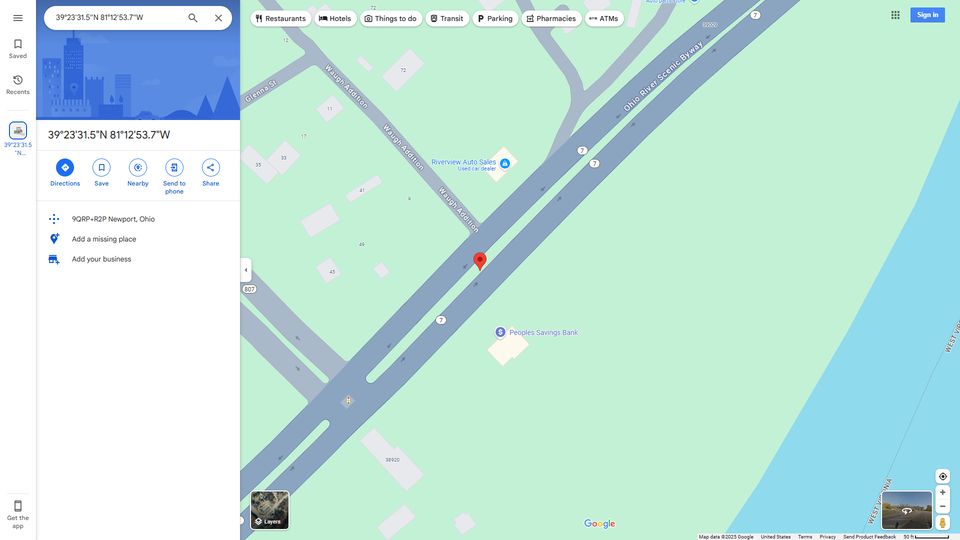 39°23'31.5"N 81°12'53.7"W
Restaurants
Hotels
Things to do
Transit
Parking
Pharmacies
ATMs
Sign in
Saved
Recents
39°23'31.5
"N...
Get the
app
39°23'31.5"N 81°12'53.7"W
Directions
Save
Nearby
Send to
phone
Share
9QRP+R2P Newport, Ohio
Add a missing place
Add your business
Glenna St
Waugh Addition
Waugh Addition
Waugh Addition
Ohio River Scenic Byway
Riverview Auto Sales
Used car dealer
Peoples Savings Bank
12
12
72
11
17
35
33
41
9
49
45
807
7
7
7
7
38920
WEST VIRGINIA
Layers
Google
Map data ©2025 Google
United States
Terms
Privacy
Send Product Feedback
50 ft